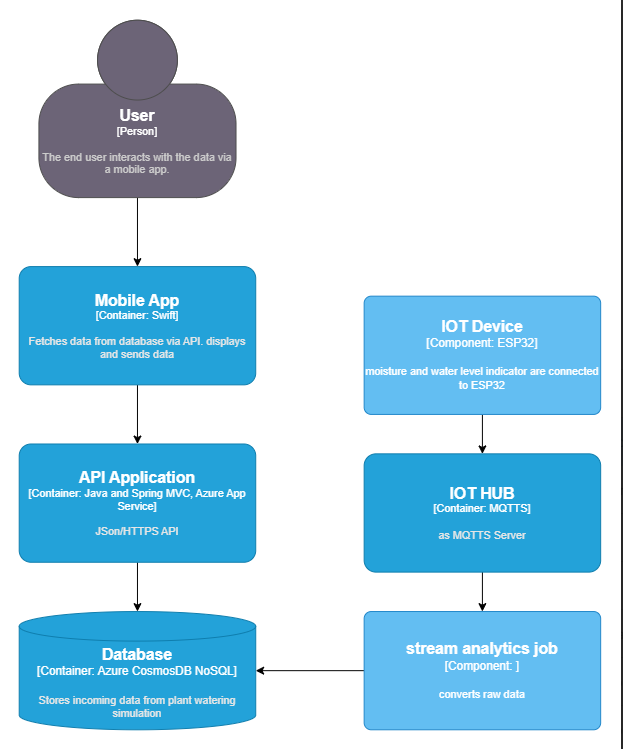 User
[Person]
The end user interacts with the data via
a mobile app.
Mobile App
[Container: Swift]
Fetches data from database via API. displays
and sends data
API Application
[Container: Java and Spring MVC, Azure App
Service]
JSon/HTTPS API
Database
[Container: Azure CosmosDB NoSQL]
Stores incoming data from plant watering
simulation
IOT Device
[Component: ESP32]
moisture and water level indicator are connected
to ESP32
IOT HUB
[Container: MQTTS]
as MQTTS Server
stream analytics job
[Component: ]
converts raw data